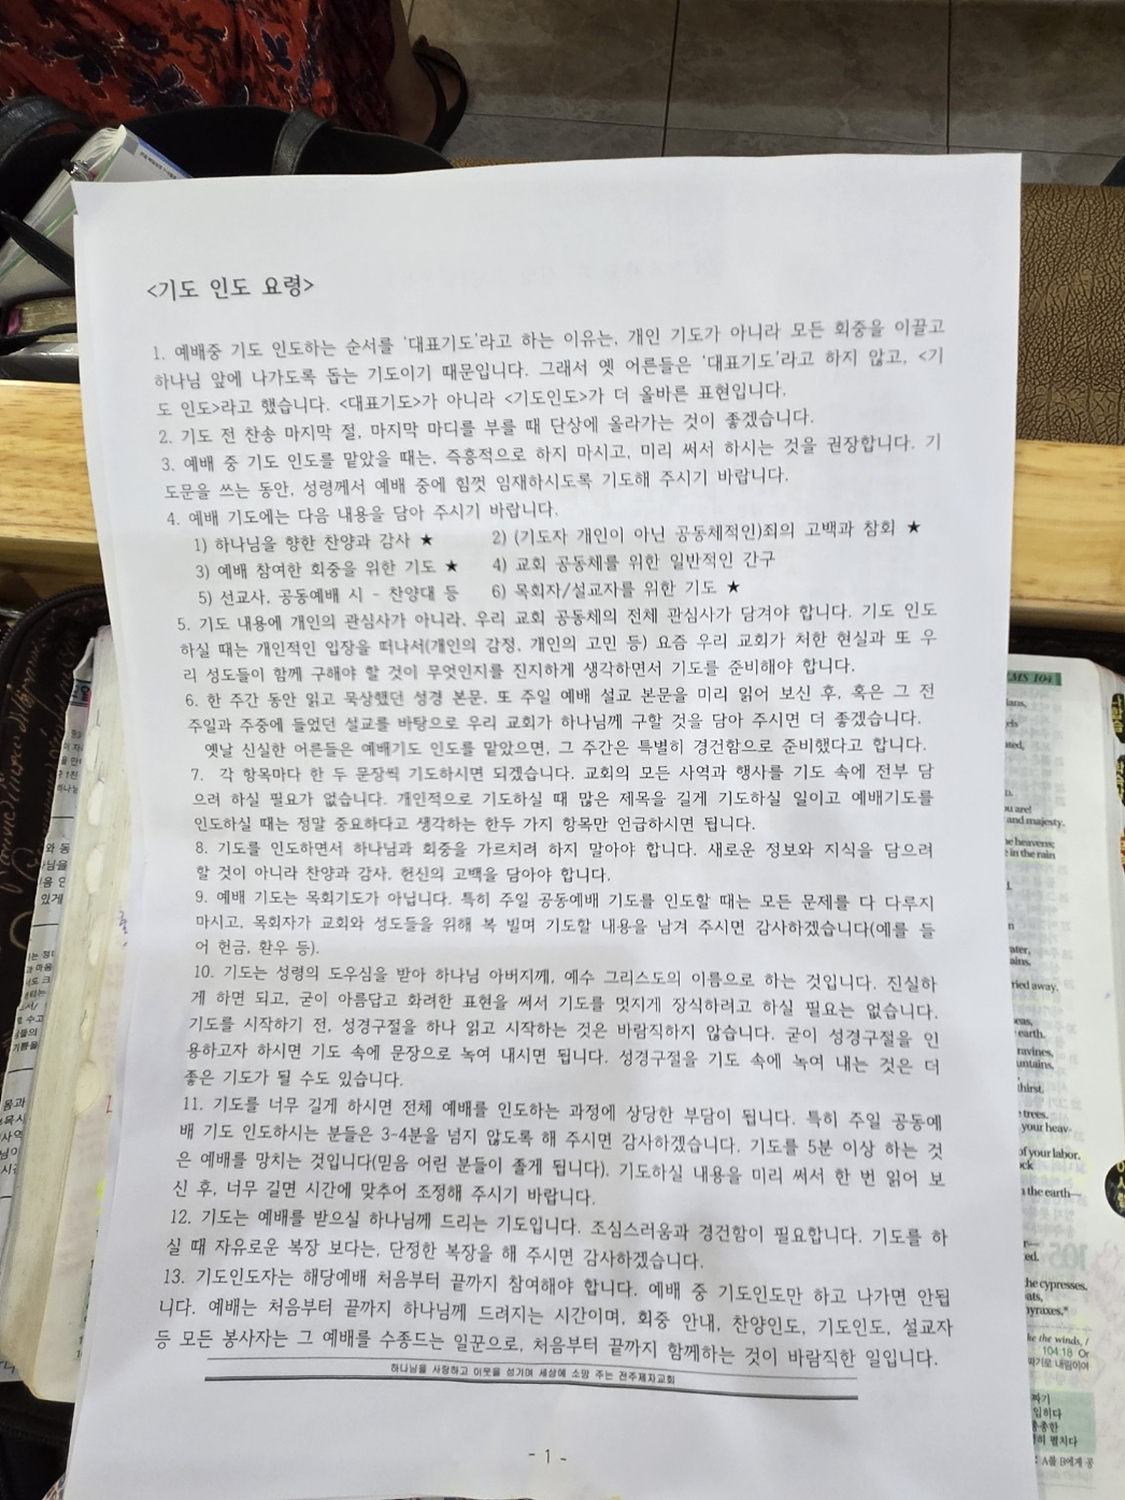 <기도 인도 요령>
1. 예배중 기도 인도하는 순서를 '대표기도'라고 하는 이유는, 개인 기도가 아니라 모든 회중을 이끌고
하나님 앞에 나가도록 돕는 기도이기 때문입니다. 그래서 옛 어른들은 '대표기도'라고 하지 않고, <기
도 인도>라고 했습니다. <대표기도>가 아니라 <기도인도>가 더 올바른 표현입니다.
2. 기도 전 찬송 마지막 절, 마지막 마디를 부를 때 단상에 올라가는 것이 좋겠습니다.
3. 예배 중 기도 인도를 맡았을 때는, 즉흥적으로 하지 마시고, 미리 써서 하시는 것을 권장합니다. 기
도문을 쓰는 동안, 성령께서 예배 중에 힘껏 임재하시도록 기도해 주시기 바랍니다.
4. 예배 기도에는 다음 내용을 담아 주시기 바랍니다.
1) 하나님을 향한 찬양과 감사 ★ 2) (기도자 개인이 아닌 공동체적인)죄의 고백과 참회 ★
3) 예배 참여한 회중을 위한 기도 ★ 4) 교회 공동체를 위한 일반적인 간구
5) 선교사, 공동예배 시 - 찬양대 등 6) 목회자/설교자를 위한 기도 ★
5. 기도 내용에 개인의 관심사가 아니라, 우리 교회 공동체의 전체 관심사가 담겨야 합니다. 기도 인도
하실 때는 개인적인 입장을 떠나서(개인의 감정, 개인의 고민 등) 요즘 우리 교회가 처한 현실과 또 우
리 성도들이 함께 구해야 할 것이 무엇인지를 진지하게 생각하면서 기도를 준비해야 합니다.
6. 한 주간 동안 읽고 묵상했던 성경 본문, 또 주일 예배 설교 본문을 미리 읽어 보신 후, 혹은 그 전
주일과 주중에 들었던 설교를 바탕으로 우리 교회가 하나님께 구할 것을 담아 주시면 더 좋겠습니다.
옛날 신실한 어른들은 예배기도 인도를 맡았으면, 그 주간은 특별히 경건함으로 준비했다고 합니다.
7. 각 항목마다 한 두 문장씩 기도하시면 되겠습니다. 교회의 모든 사역과 행사를 기도 속에 전부 담
으려 하실 필요가 없습니다. 개인적으로 기도하실 때 많은 제목을 길게 기도하실 일이고 예배기도를
인도하실 때는 정말 중요하다고 생각하는 한두 가지 항목만 언급하시면 됩니다.
8. 기도를 인도하면서 하나님과 회중을 가르치려 하지 말아야 합니다. 새로운 정보와 지식을 담으려
할 것이 아니라 찬양과 감사, 헌신의 고백을 담아야 합니다.
9. 예배 기도는 목회기도가 아닙니다. 특히 주일 공동예배 기도를 인도할 때는 모든 문제를 다 다루지
마시고, 목회자가 교회와 성도들을 위해 복 빌며 기도할 내용을 남겨 주시면 감사하겠습니다(예를 들
어 헌금, 환우 등).
10. 기도는 성령의 도우심을 받아 하나님 아버지께, 예수 그리스도의 이름으로 하는 것입니다. 진실하
게 하면 되고, 굳이 아름답고 화려한 표현을 써서 기도를 멋지게 장식하려고 하실 필요는 없습니다.
기도를 시작하기 전, 성경구절을 하나 읽고 시작하는 것은 바람직하지 않습니다. 굳이 성경구절을 인
용하고자 하시면 기도 속에 문장으로 녹여 내시면 됩니다. 성경구절을 기도 속에 녹여 내는 것은 더
좋은 기도가 될 수도 있습니다.
11. 기도를 너무 길게 하시면 전체 예배를 인도하는 과정에 상당한 부담이 됩니다. 특히 주일 공동예
배 기도 인도하시는 분들은 3-4분을 넘지 않도록 해 주시면 감사하겠습니다. 기도를 5분 이상 하는 것
은 예배를 망치는 것입니다(믿음 어린 분들이 졸게 됩니다). 기도하실 내용을 미리 써서 한 번 읽어 보
신 후, 너무 길면 시간에 맞추어 조정해 주시기 바랍니다.
12. 기도는 예배를 받으실 하나님께 드리는 기도입니다. 조심스러움과 경건함이 필요합니다. 기도를 하
실 때 자유로운 복장 보다는, 단정한 복장을 해 주시면 감사하겠습니다.
13. 기도인도자는 해당예배 처음부터 끝까지 참여해야 합니다. 예배 중 기도인도만 하고 나가면 안됩
니다. 예배는 처음부터 끝까지 하나님께 드려지는 시간이며, 회중 안내, 찬양인도, 기도인도, 설교자
등 모든 봉사자는 그 예배를 수종드는 일꾼으로, 처음부터 끝까지 함께하는 것이 바람직한 일입니다.
하나님을 사랑하고 이웃을 섬기며 세상에 소망 주는 전주제자교회
- 1 -
MS 104
and majesty.
he heavens;
in the rain
ried away.
earth.
ravines,
untains,
thirst.
trees.
your heav-
of your labor.
the earth—
105
the cypresses.
hyraxes."
ke the winds, /
104:18 Or
짜기
입히다
히 펼치다
: A를 B에게 공